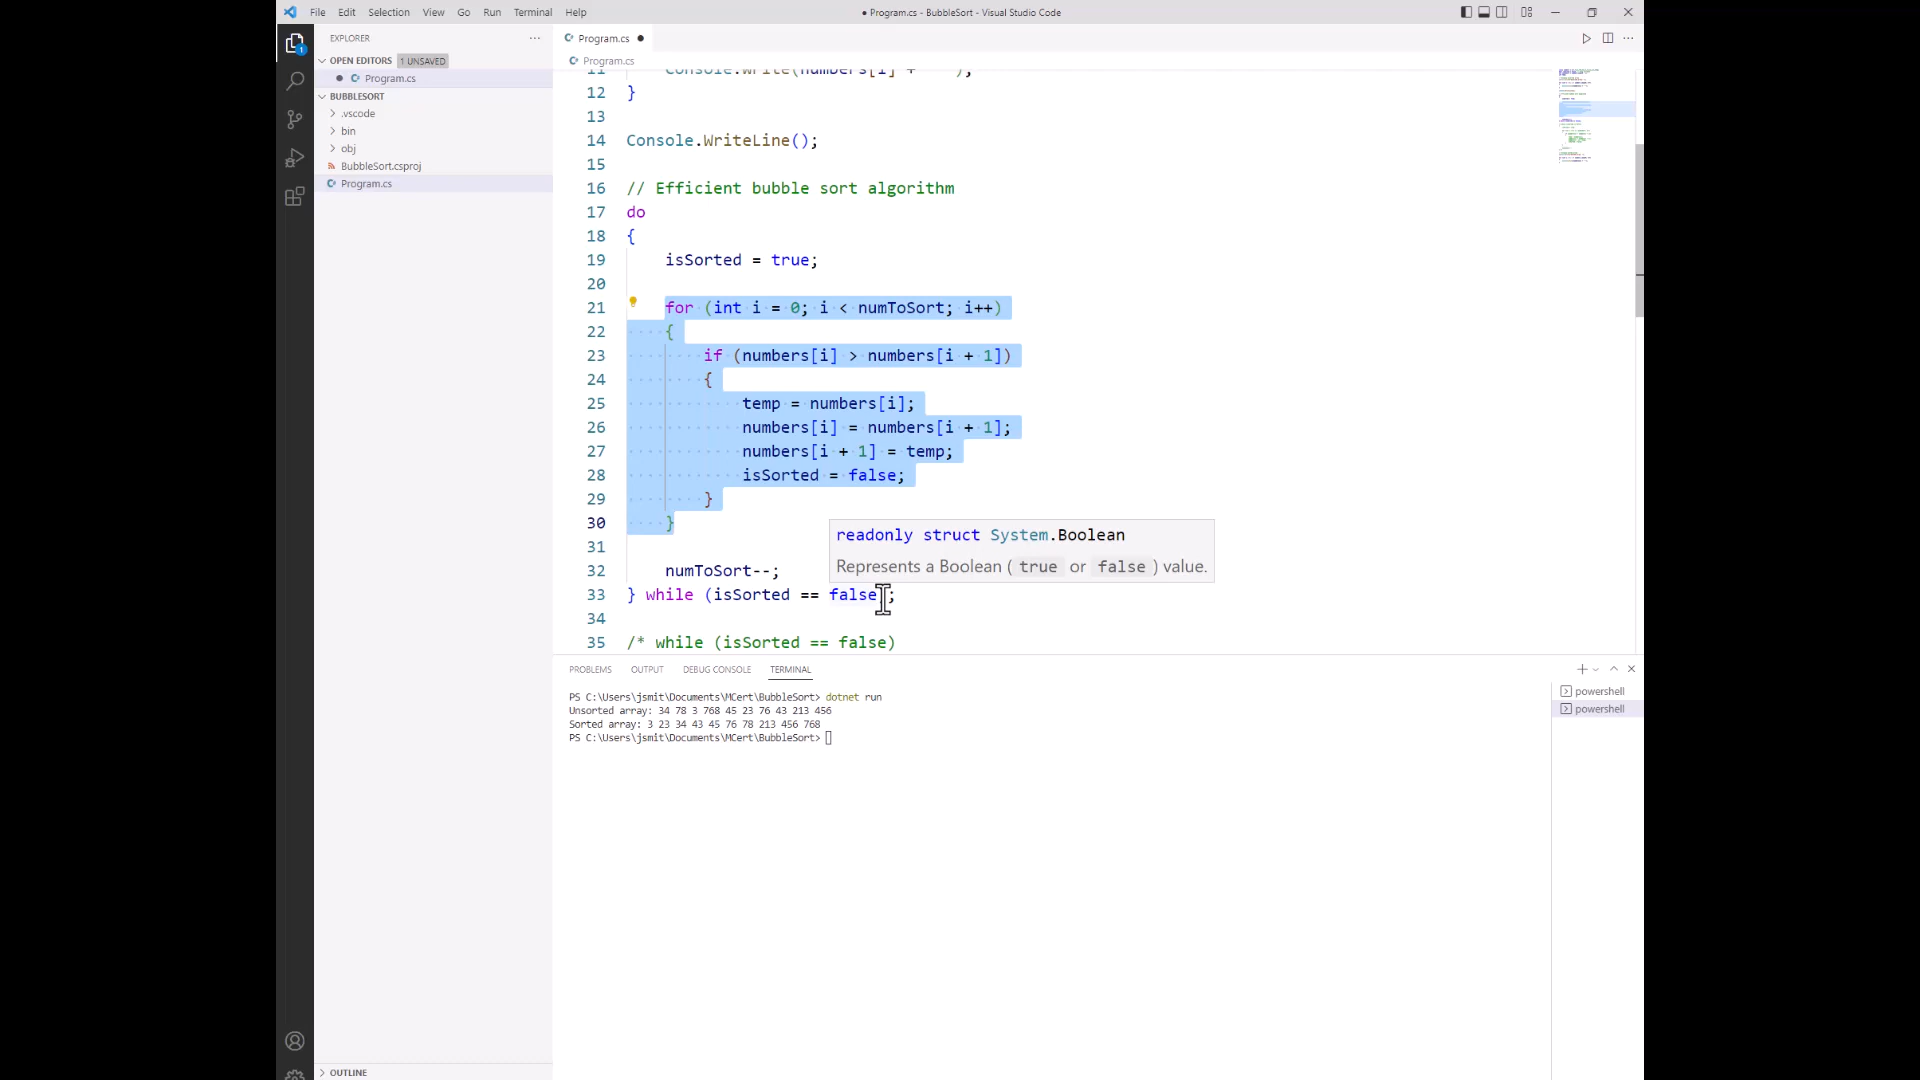 File Edit Selection View Go Run Terminal Help
● Program.cs - BubbleSort - Visual Studio Code
EXPLORER
OPEN EDITORS 1 UNSAVED
Program.cs
BUBBLESORT
.vscode
bin
obj
BubbleSort.csproj
Program.cs
OUTLINE
1
Program.cs
Program.cs
11 Console.Write(numbers[i] + " ");
12 }
13
14 Console.WriteLine();
15
16 // Efficient bubble sort algorithm
17 do
18 {
19 isSorted = true;
20
21 for (int i = 0; i < numToSort; i++)
22 {
23 if (numbers[i] > numbers[i + 1])
24 {
25 temp = numbers[i];
26 numbers[i] = numbers[i + 1];
27 numbers[i + 1] = temp;
28 isSorted = false;
29 }
30 }
31
32 numToSort--;
33 } while (isSorted == false);
34
35 /* while (isSorted == false)
readonly struct System.Boolean
Represents a Boolean ( true or false ) value.
PROBLEMS OUTPUT DEBUG CONSOLE TERMINAL
PS C:\Users\jsmit\Documents\MCert\BubbleSort> dotnet run
Unsorted array: 34 78 3 768 45 23 76 43 213 456
Sorted array: 3 23 34 43 45 76 78 213 456 768
PS C:\Users\jsmit\Documents\MCert\BubbleSort>
powershell
powershell